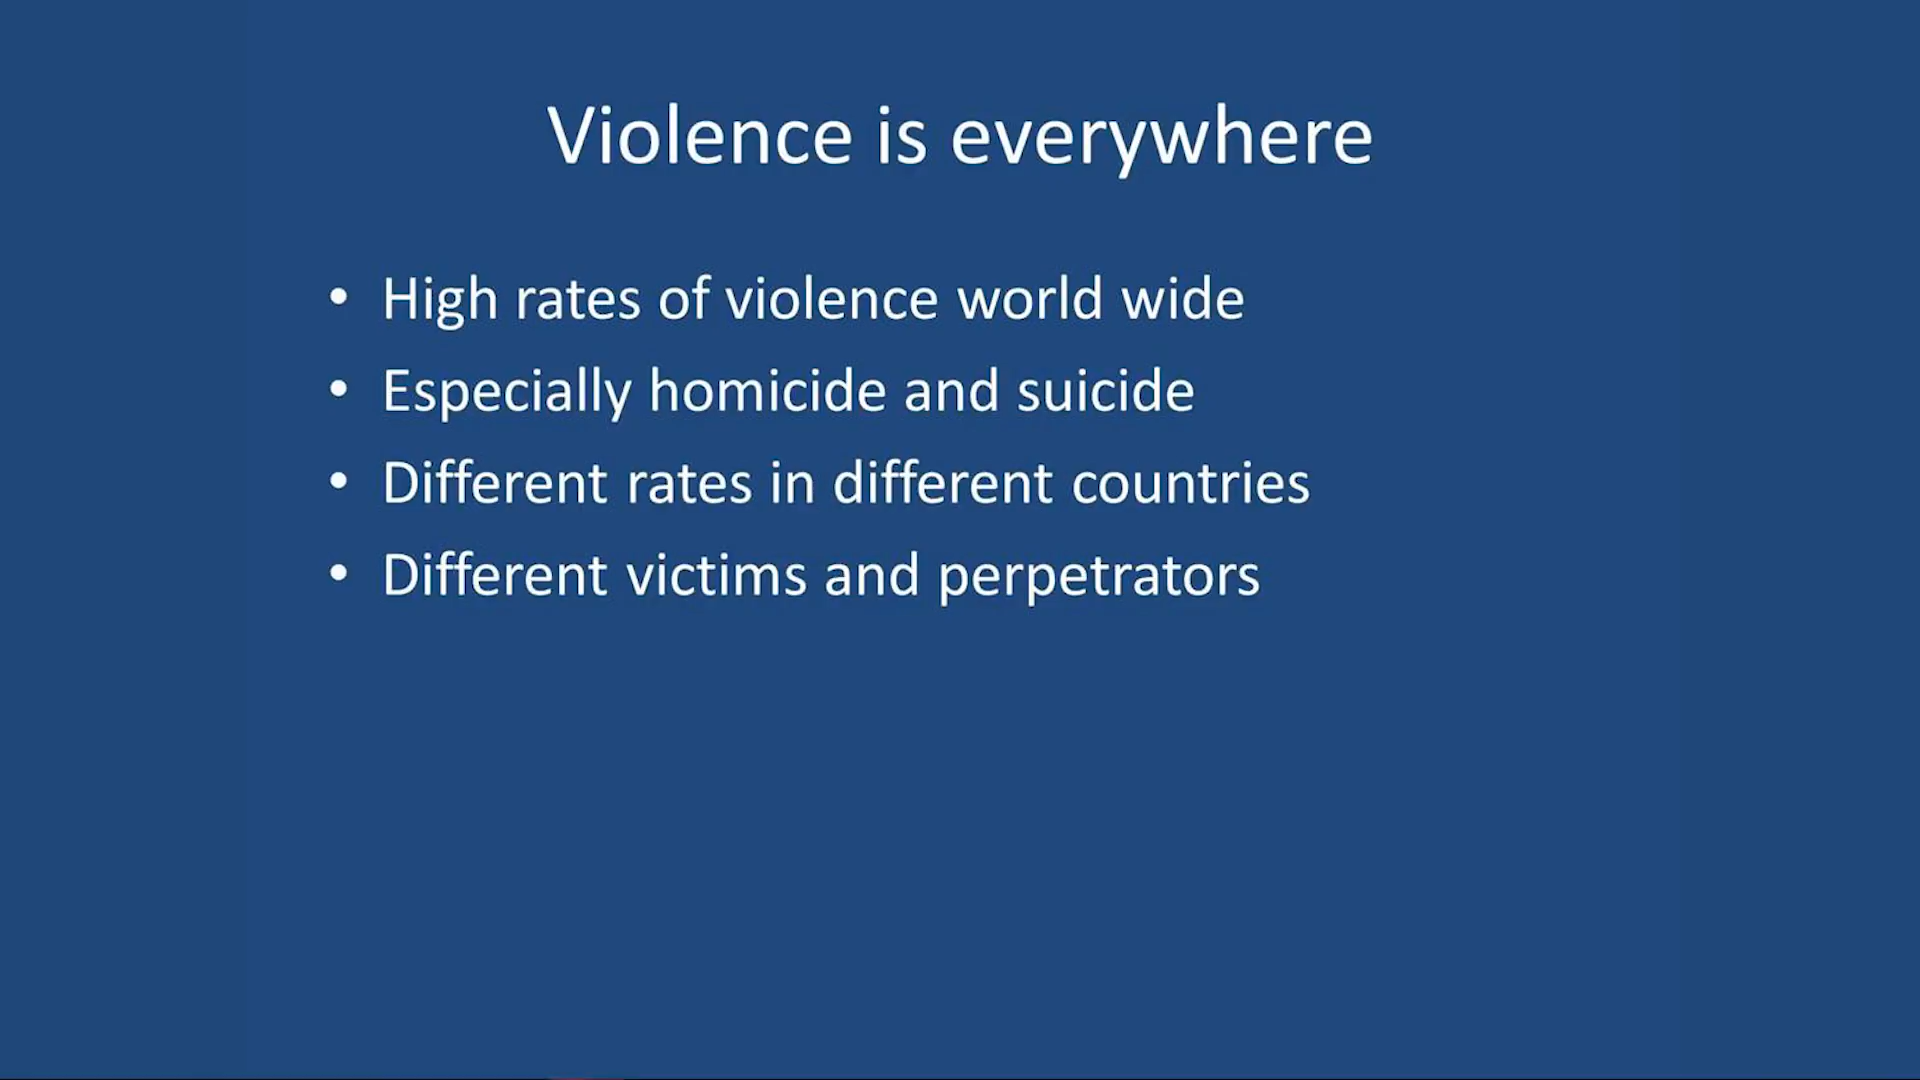 Violence is everywhere
• High rates of violence world wide
• Especially homicide and suicide
• Different rates in different countries
• Different victims and perpetrators